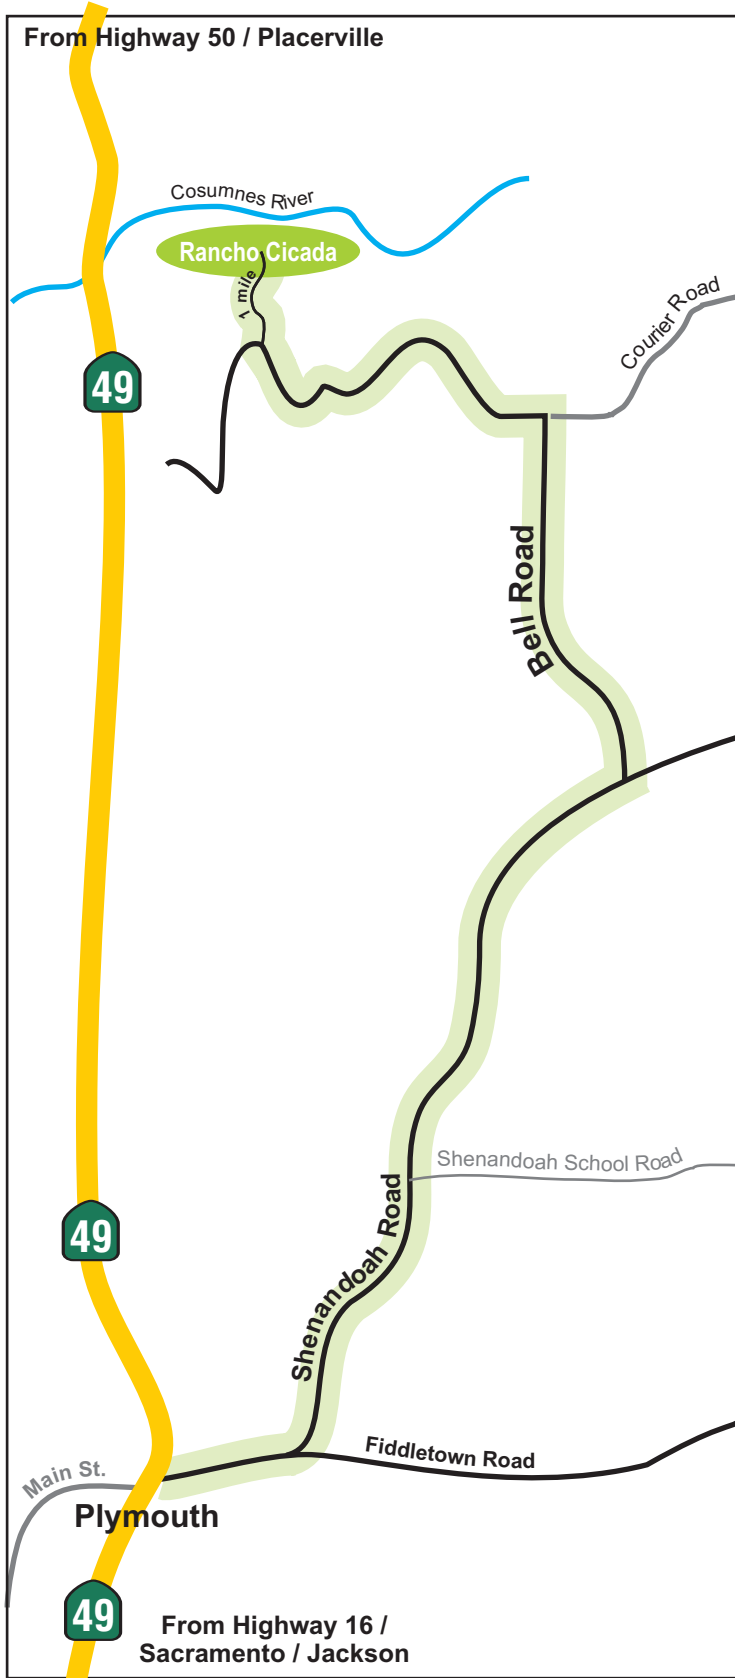 From Highway 50 / Placerville
Cosumnes River
Rancho Cicada
1 mile
Courier Road
49
Bell Road
Shenandoah School Road
49
Shenandoah Road
Fiddletown Road
Main St.
Plymouth
49
From Highway 16 /
Sacramento / Jackson